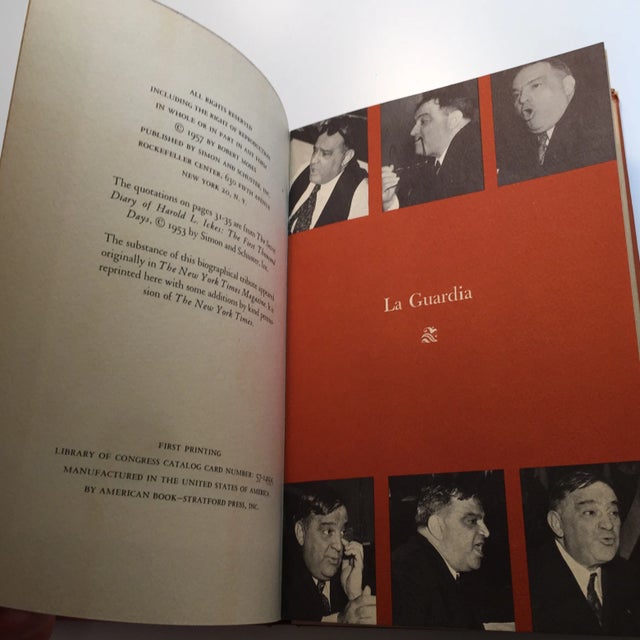 ALL RIGHTS RESERVED
INCLUDING THE RIGHT OF REPRODUCTION
IN WHOLE OR IN PART IN ANY FORM
© 1957 BY ROBERT MOSES
PUBLISHED BY SIMON AND SCHUSTER, INC.
ROCKEFELLER CENTER, 630 FIFTH AVENUE
NEW YORK 20, N. Y.
The quotations on pages 31-35 are from The Secret
Diary of Harold L. Ickes: The First Thousand
Days, © 1953 by Simon and Schuster, Inc.
The substance of this biographical tribute appeared
originally in The New York Times Magazine. It is
reprinted here with some additions by kind permis-
sion of The New York Times.
FIRST PRINTING
LIBRARY OF CONGRESS CATALOG CARD NUMBER:
MANUFACTURED IN THE UNITED STATES OF AMERICA
BY AMERICAN BOOK—STRATFORD PRESS, INC.
La Guardia